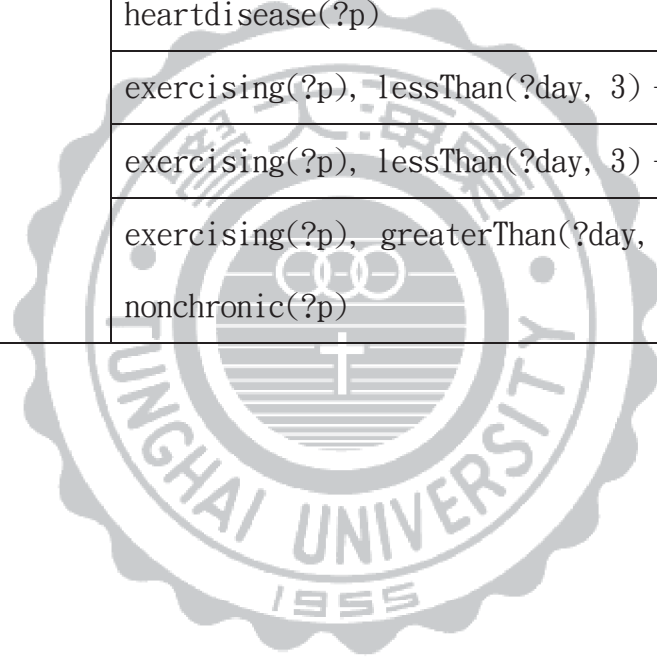 heartdisease(?p)
exercising(?p), lessThan(?day, 3)
exercising(?p), lessThan(?day, 3)
exercising(?p), greaterThan(?day,
nonchronic(?p)
TUNGHAI UNIVERSITY
1955